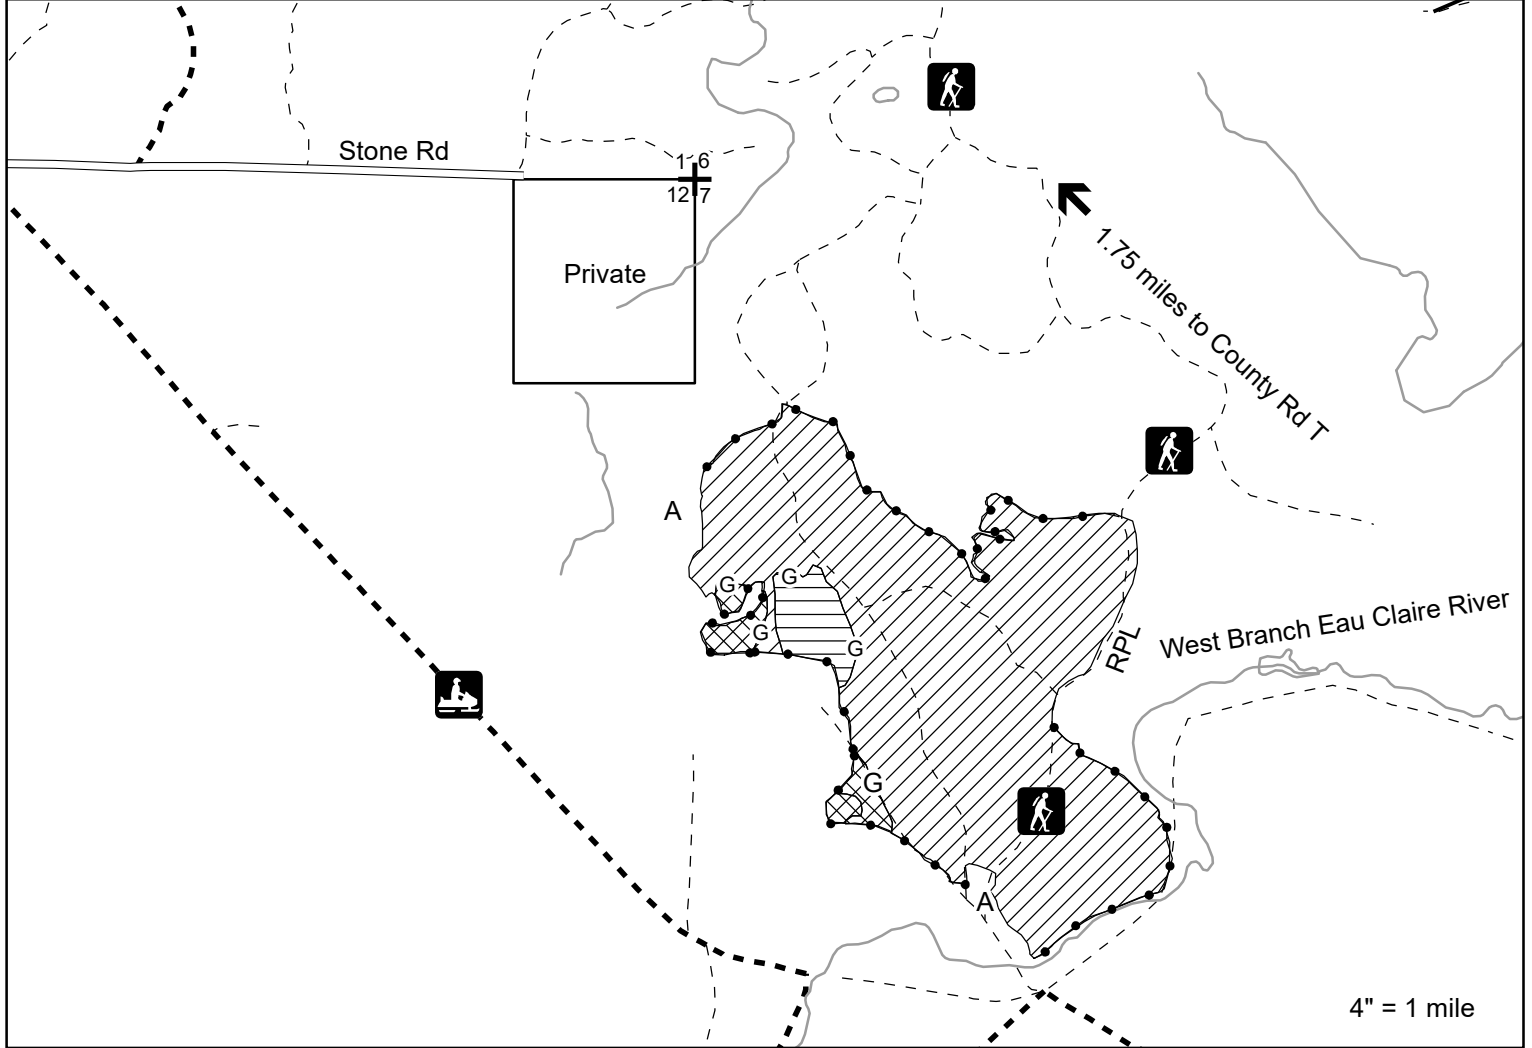 Stone Rd
1 6
12 7
Private
1.75 miles to County Rd T
A
G
G
G
G
RPL
West Branch Eau Claire River
G
A
4" = 1 mile